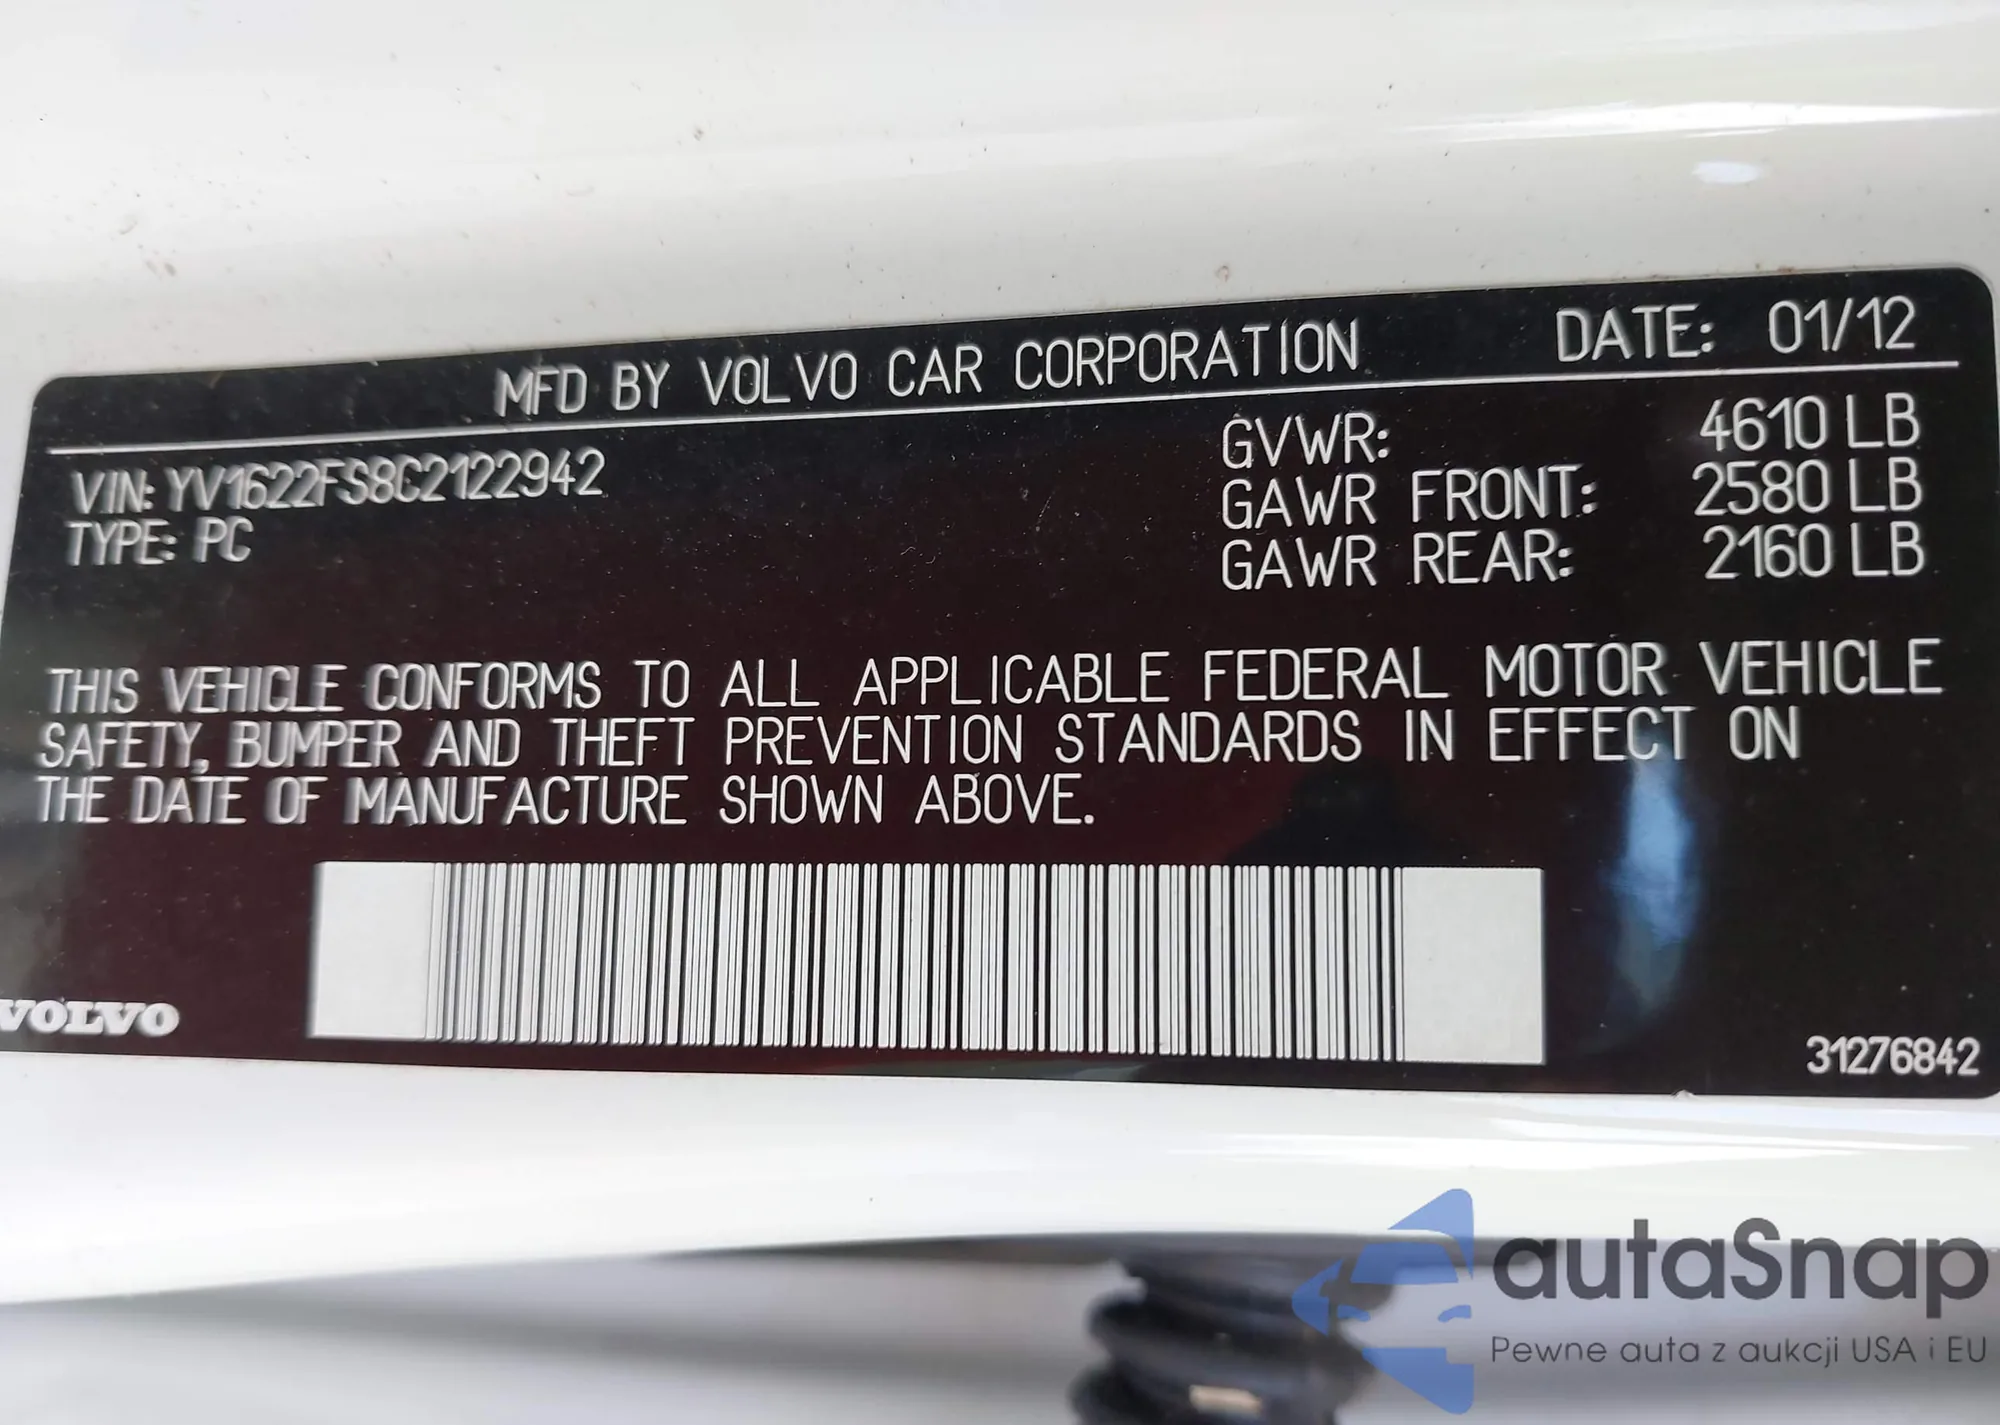 MFD BY VOLVO CAR CORPORATION DATE: 01/12
VIN: YV1622FS8C2122942
TYPE: PC
GVWR: 4610 LB
GAWR FRONT: 2580 LB
GAWR REAR: 2160 LB
THIS VEHICLE CONFORMS TO ALL APPLICABLE FEDERAL MOTOR VEHICLE
SAFETY, BUMPER AND THEFT PREVENTION STANDARDS IN EFFECT ON
THE DATE OF MANUFACTURE SHOWN ABOVE.
VOLVO
31276842
autaSnap
Pewne auta z aukcji USA i EU